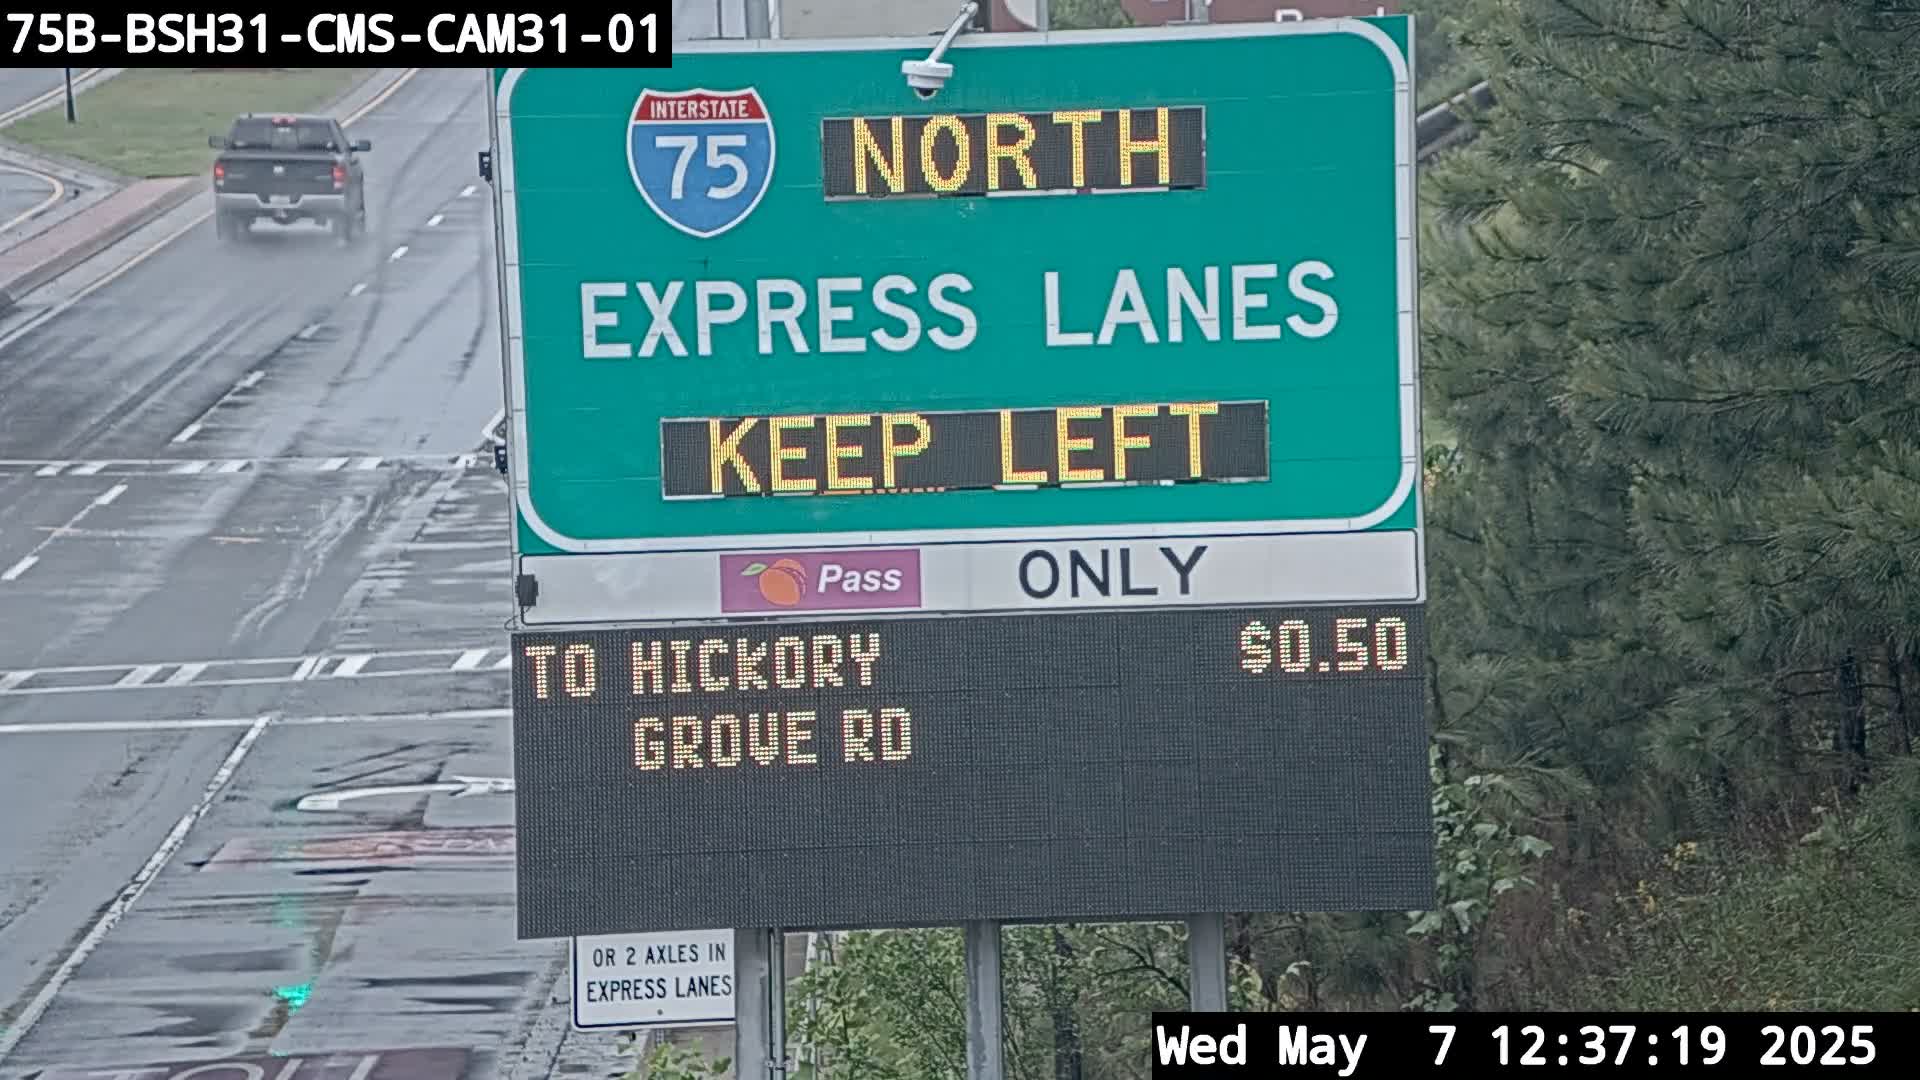 75B-BSH31-CMS-CAM31-01
INTERSTATE
75
NORTH
EXPRESS LANES
KEEP LEFT
Pass ONLY
TO HICKORY $0.50
GROVE RD
OR 2 AXLES IN
EXPRESS LANES
Wed May 7 12:37:19 2025